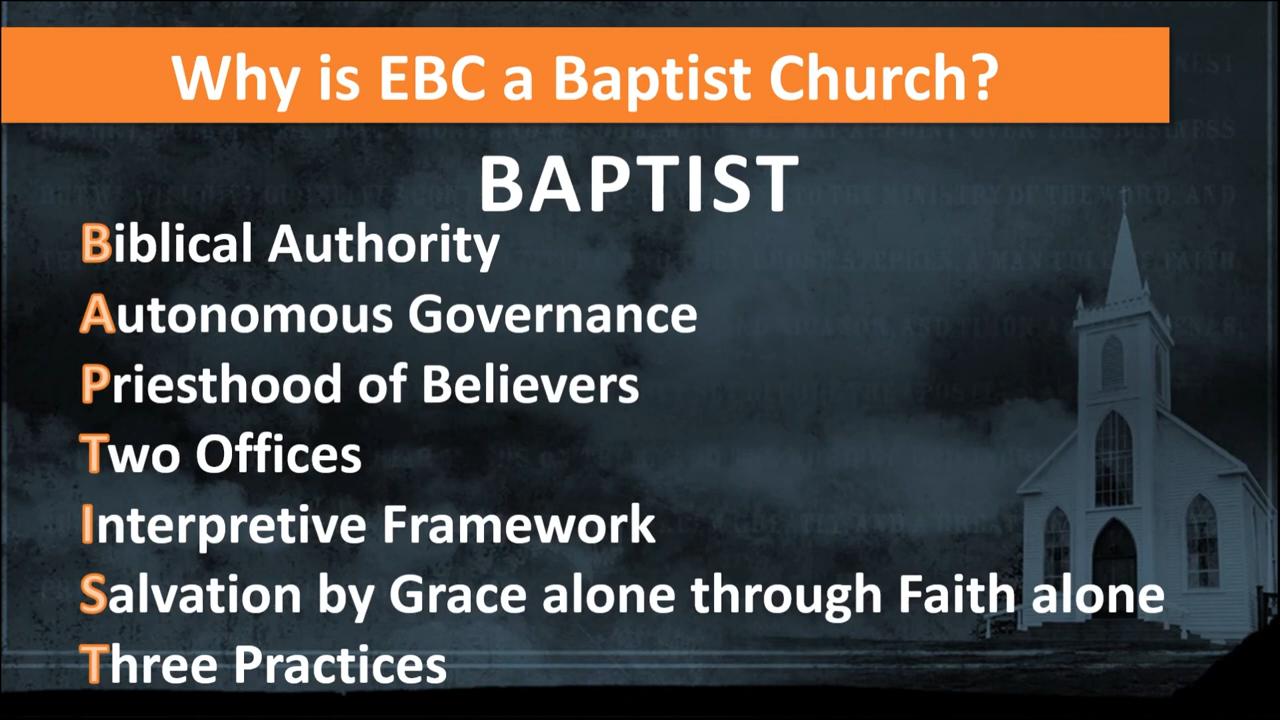 Why is EBC a Baptist Church?
BAPTIST
Biblical Authority
Autonomous Governance
Priesthood of Believers
Two Offices
Interpretive Framework
Salvation by Grace alone through Faith alone
Three Practices